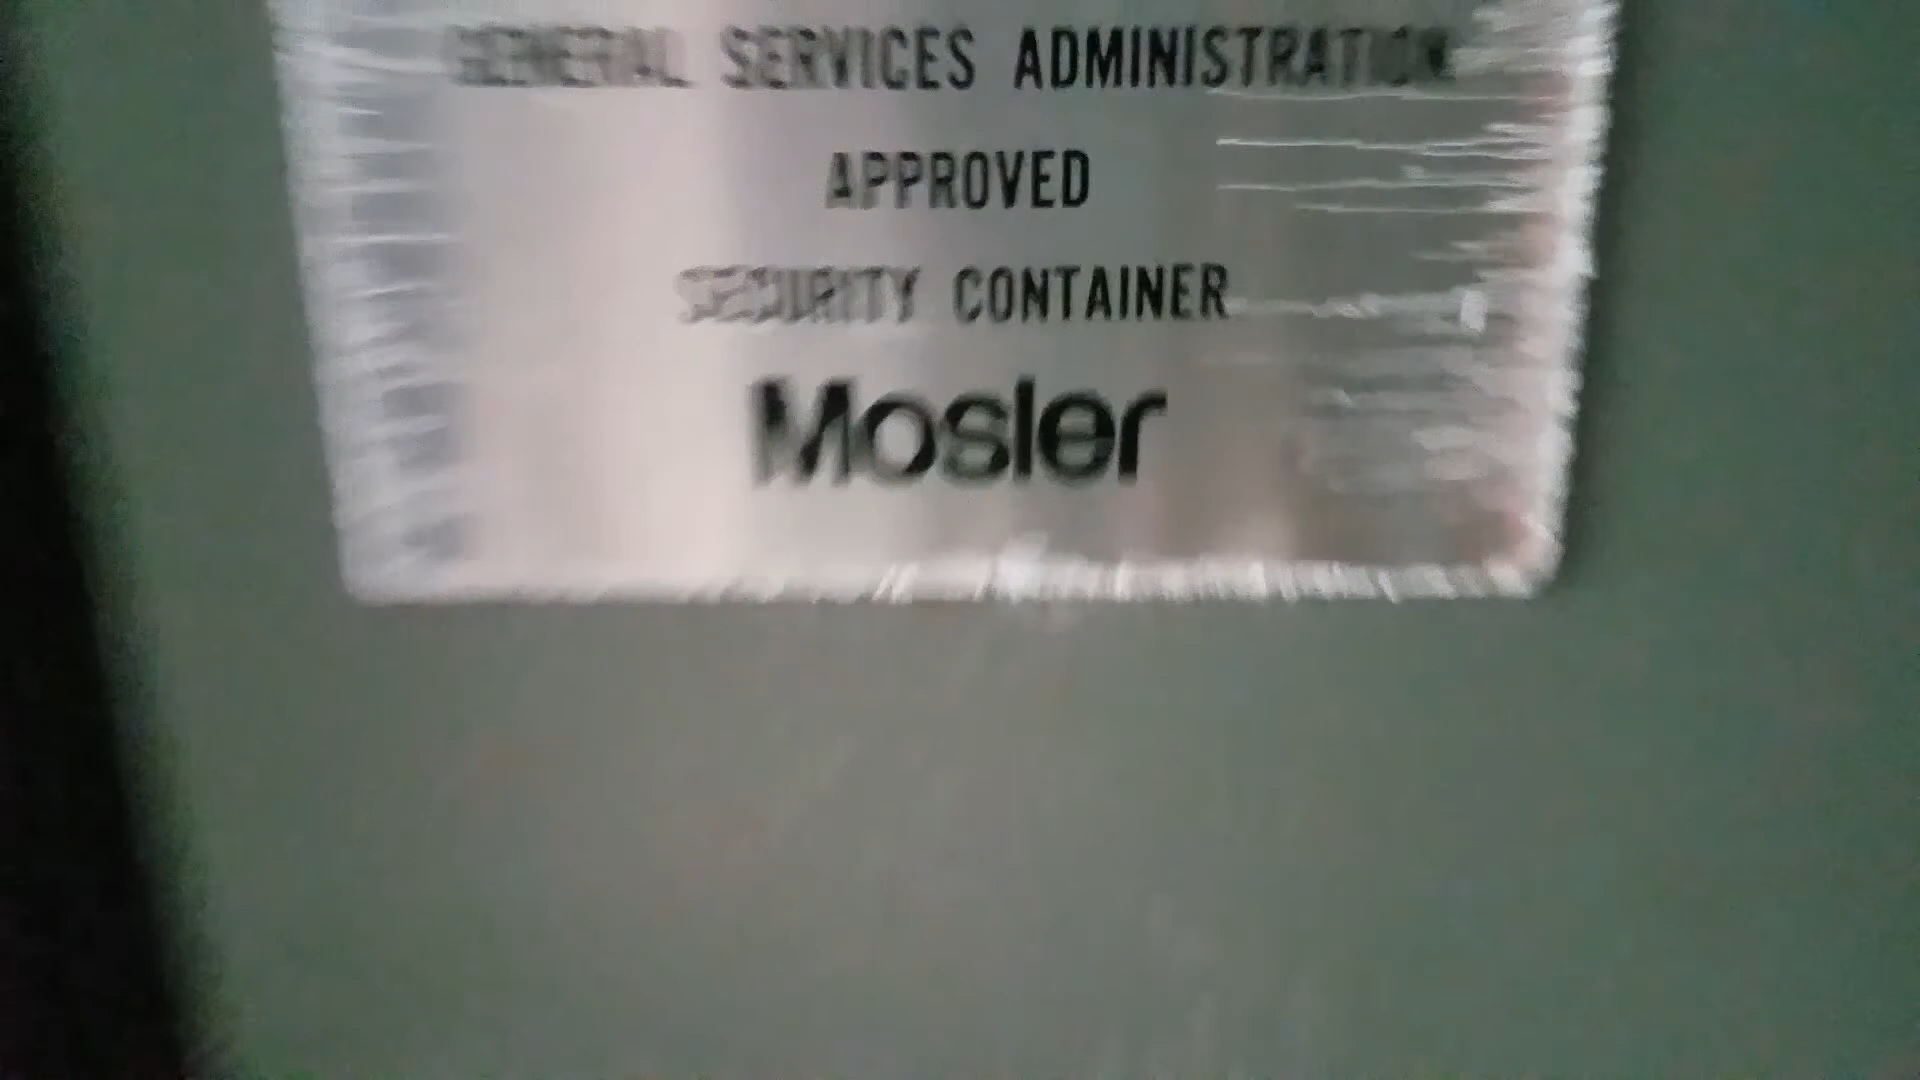 GENERAL SERVICES ADMINISTRATION
APPROVED
SECURITY CONTAINER
Mosler